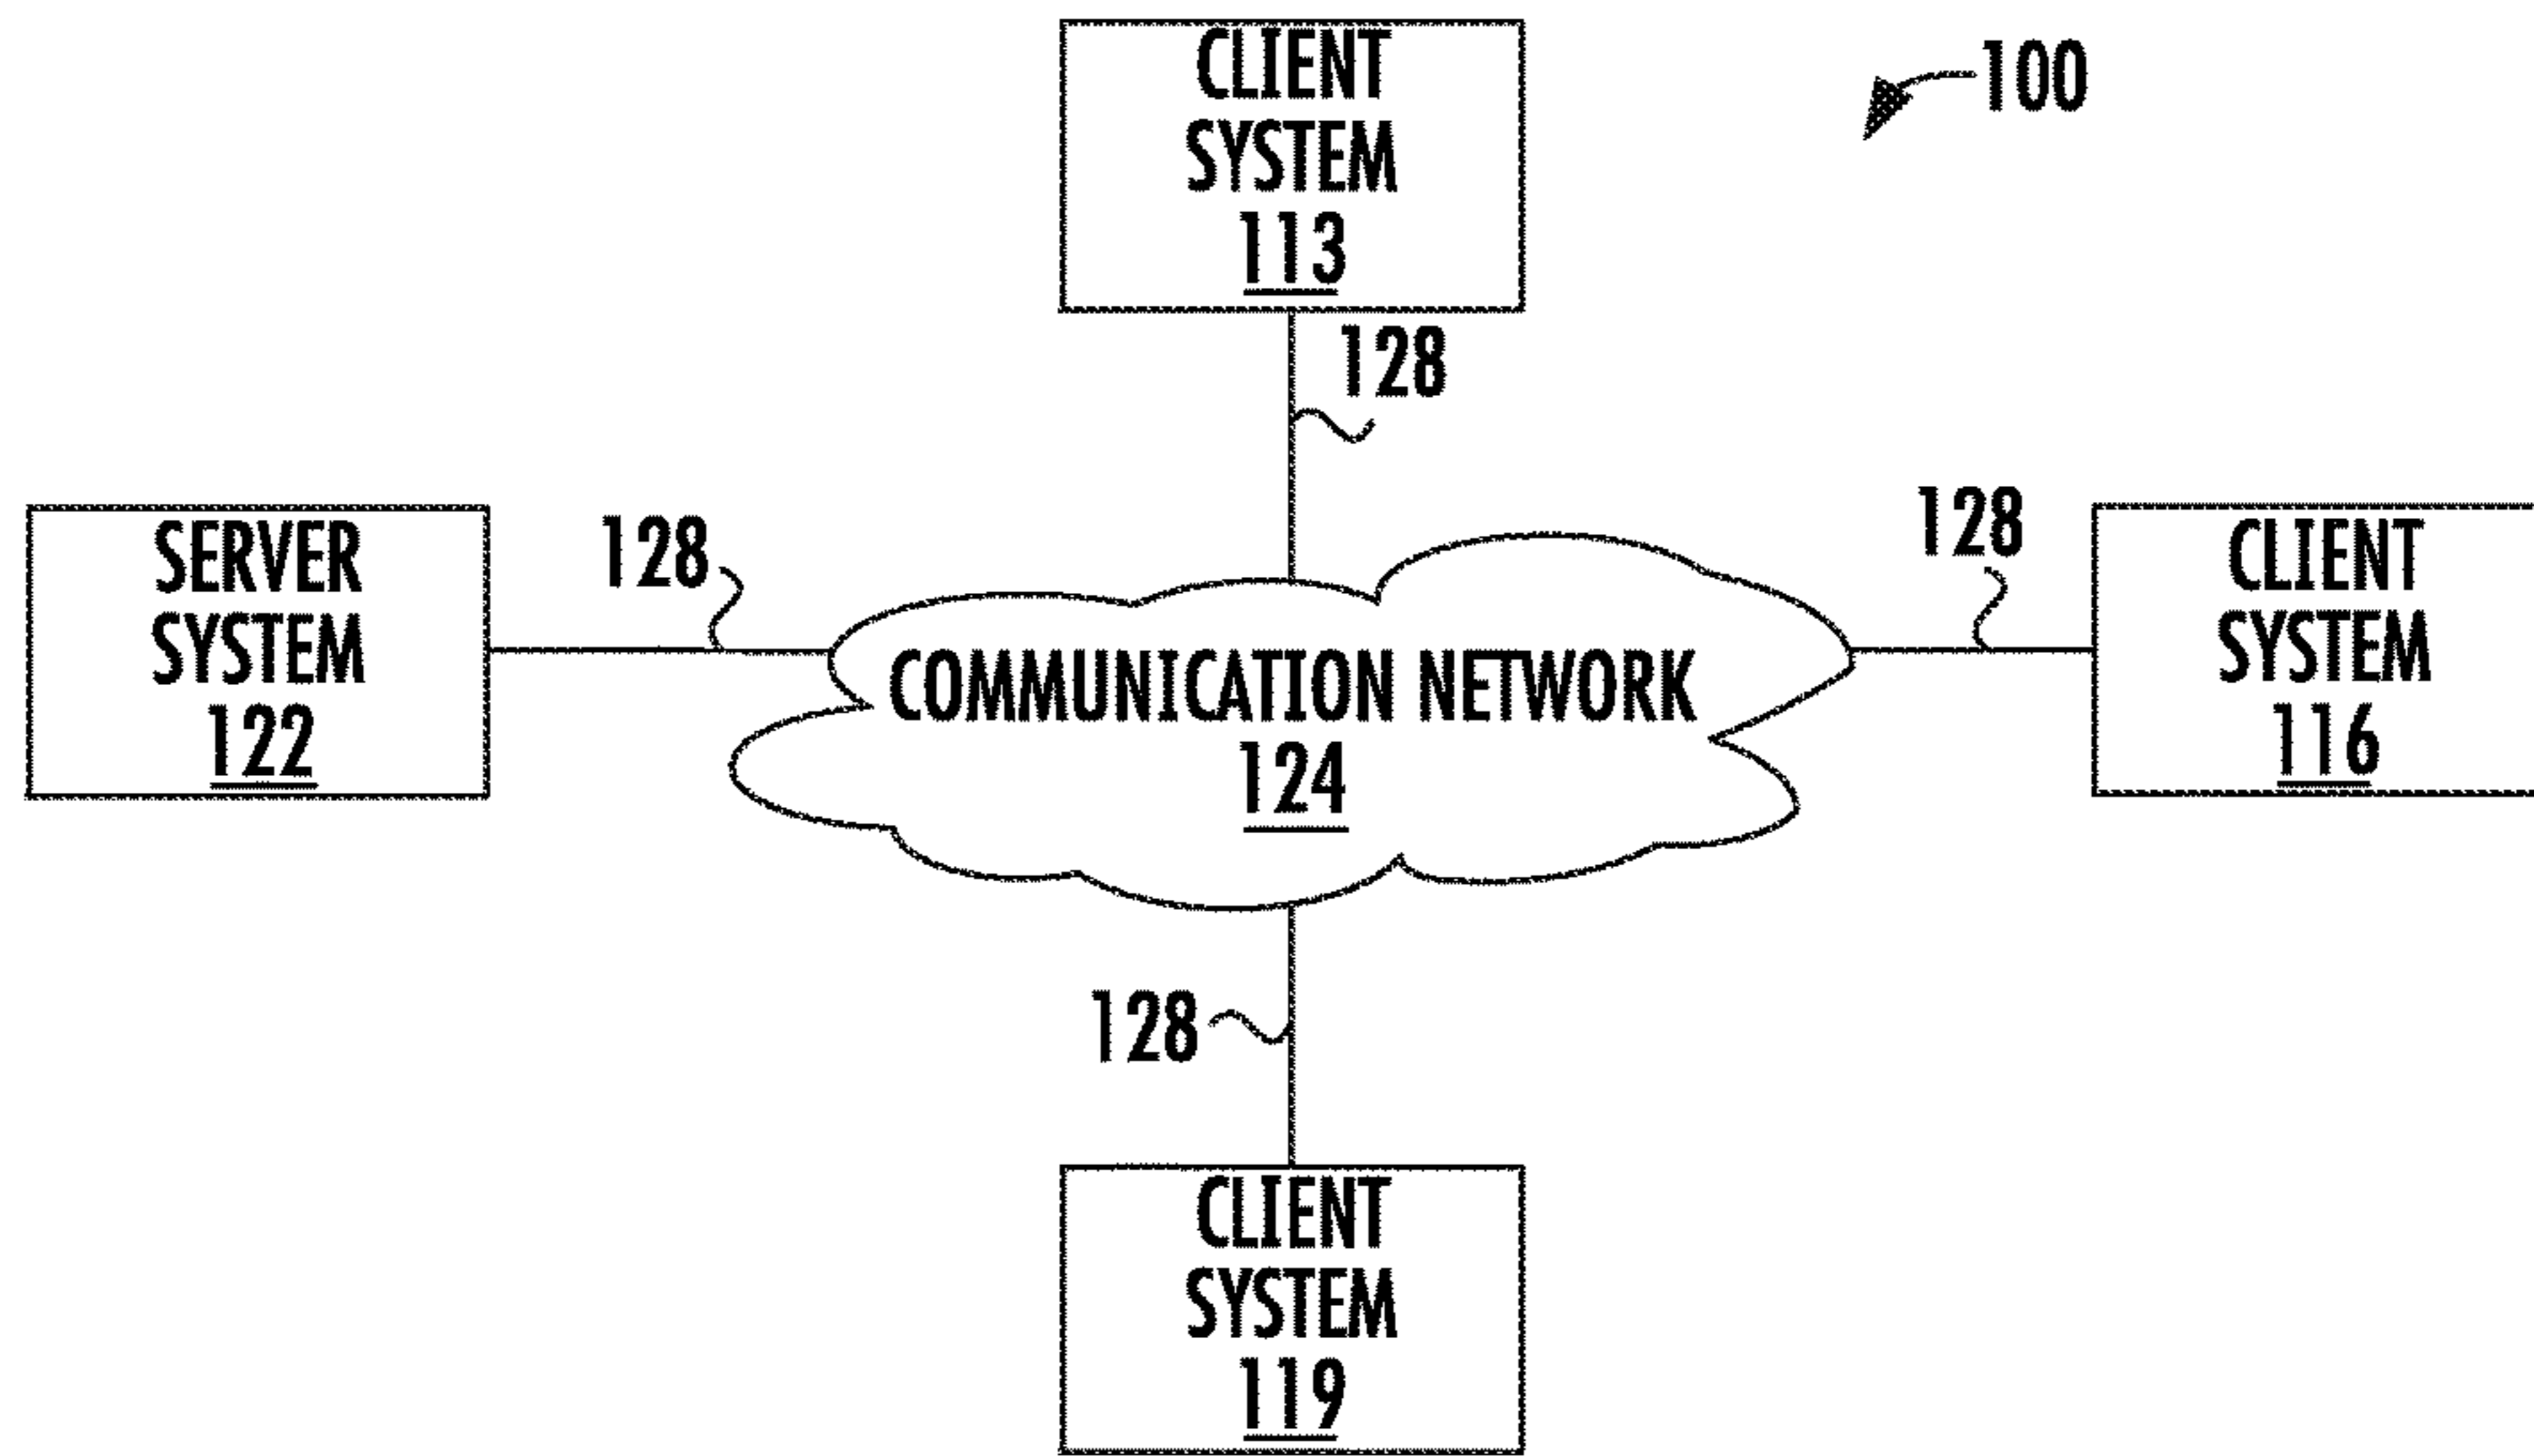 CLIENT
SYSTEM
113
100
128
SERVER
SYSTEM
122
128
128
CLIENT
SYSTEM
116
COMMUNICATION NETWORK
124
128
CLIENT
SYSTEM
119